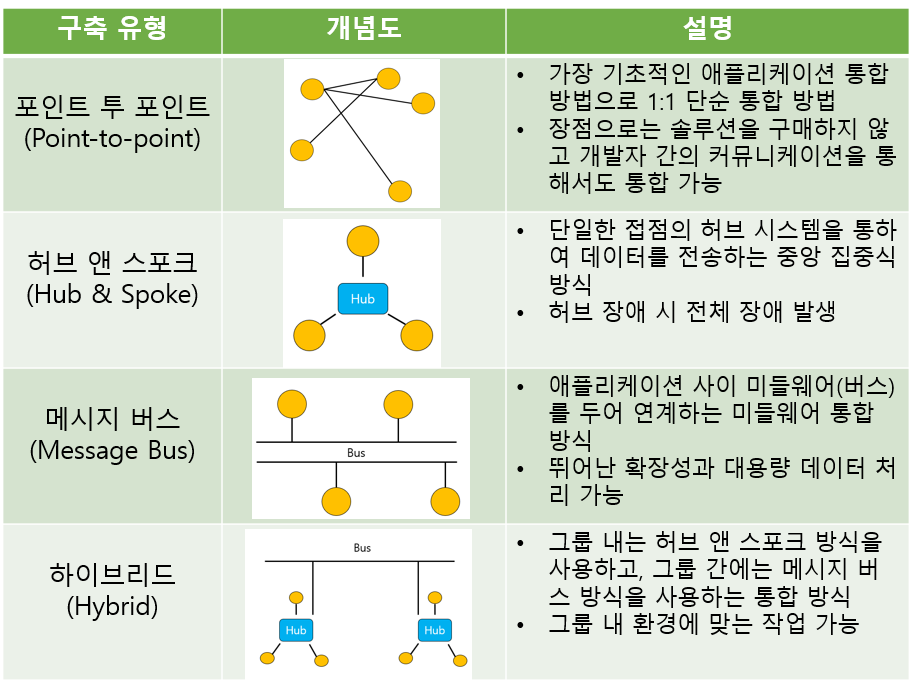 구축 유형
개념도
설명
포인트 투 포인트
(Point-to-point)
• 가장 기초적인 애플리케이션 통합
방법으로 1:1 단순 통합 방법
• 장점으로는 솔루션을 구매하지 않
고 개발자 간의 커뮤니케이션을 통
해서도 통합 가능
허브 앤 스포크
(Hub & Spoke)
Hub
• 단일한 접점의 허브 시스템을 통하
여 데이터를 전송하는 중앙 집중식
방식
• 허브 장애 시 전체 장애 발생
메시지 버스
(Message Bus)
Bus
• 애플리케이션 사이 미들웨어(버스)
를 두어 연계하는 미들웨어 통합
방식
• 뛰어난 확장성과 대용량 데이터 처
리 가능
하이브리드
(Hybrid)
Bus
Hub
Hub
• 그룹 내는 허브 앤 스포크 방식을
사용하고, 그룹 간에는 메시지 버
스 방식을 사용하는 통합 방식
• 그룹 내 환경에 맞는 작업 가능